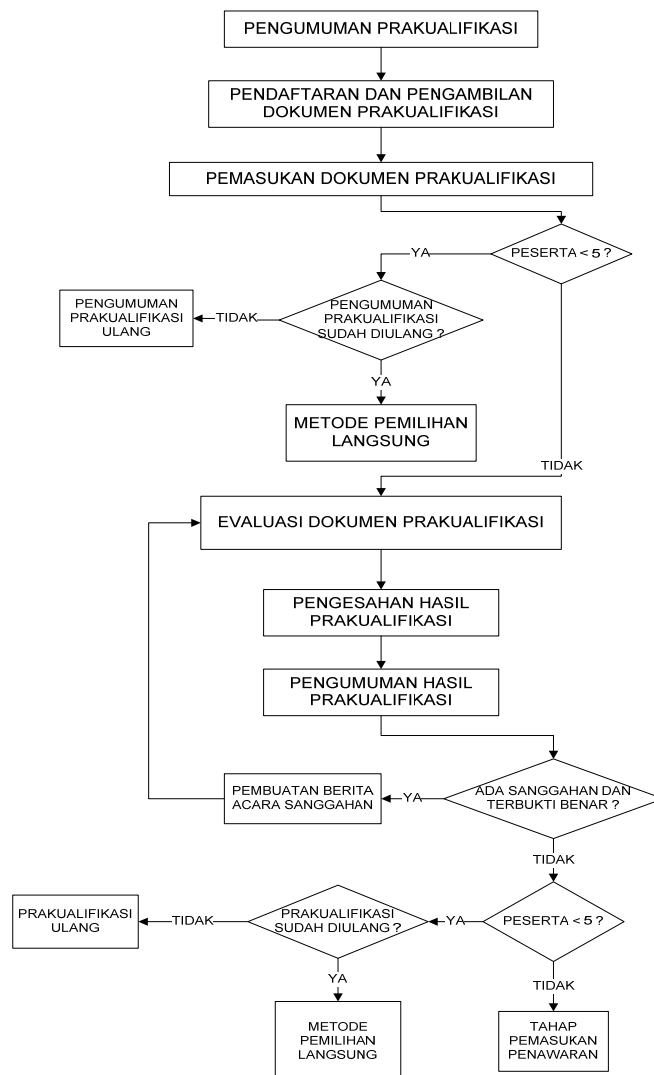 PENGUMUMAN PRAKUALIFIKASI
PENDAFTARAN DAN PENGAMBILAN
DOKUMEN PRAKUALIFIKASI
PEMASUKAN DOKUMEN PRAKUALIFIKASI
PESERTA < 5 ?
YA
PENGUMUMAN
PRAKUALIFIKASI
SUDAH DIULANG ?
TIDAK
PENGUMUMAN
PRAKUALIFIKASI
ULANG
YA
METODE PEMILIHAN
LANGSUNG
TIDAK
EVALUASI DOKUMEN PRAKUALIFIKASI
PENGESAHAN HASIL
PRAKUALIFIKASI
PENGUMUMAN HASIL
PRAKUALIFIKASI
ADA SANGGAHAN DAN
TERBUKTI BENAR ?
YA
PEMBUATAN BERITA
ACARA SANGGAHAN
TIDAK
PESERTA < 5 ?
YA
PRAKUALIFIKASI
SUDAH DIULANG ?
TIDAK
PRAKUALIFIKASI
ULANG
YA
METODE
PEMILIHAN
LANGSUNG
TIDAK
TAHAP
PEMASUKAN
PENAWARAN